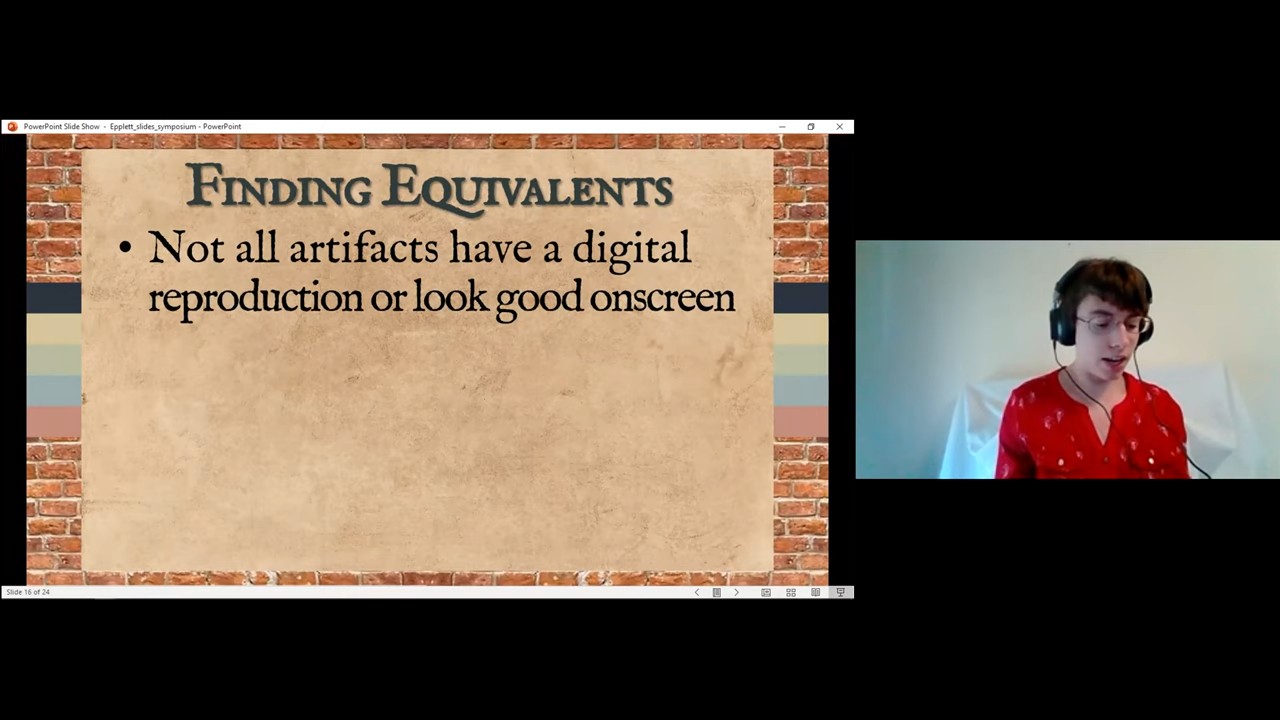 PowerPoint Slide Show - Epplett_slides_symposium - PowerPoint
Finding Equivalents
• Not all artifacts have a digital
reproduction or look good onscreen
Slide 16 of 24